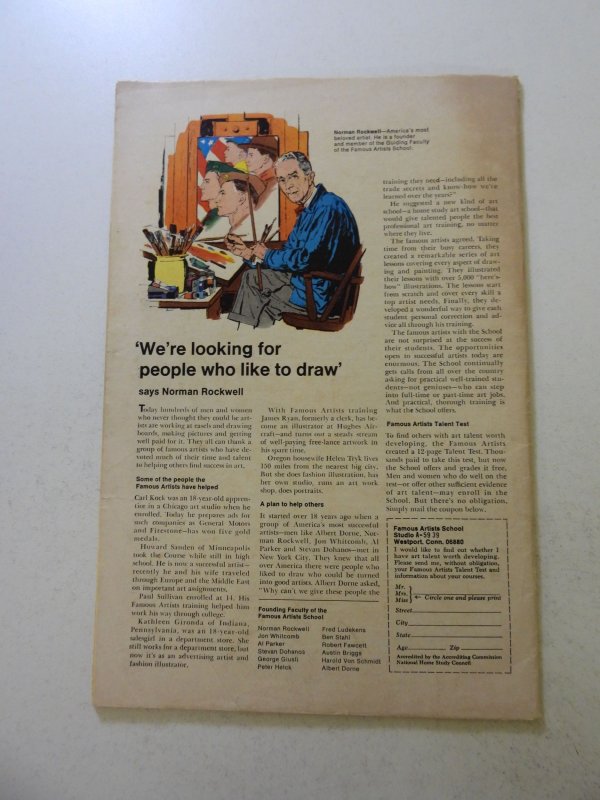 Norman Rockwell—America's most
beloved artist. He is a founder
and member of the Guiding Faculty
of the Famous Artists School.
'We're looking for
people who like to draw'
says Norman Rockwell
Today hundreds of men and women
who never thought they could be art-
ists are working at easels and drawing
boards, making pictures and getting
well paid for it. They all can thank a
group of famous artists who have de-
voted much of their time and talent
to helping others find success in art.
Some of the people the
Famous Artists have helped
Carl Kock was an 18-year-old appren-
tice in a Chicago art studio when he
enrolled. Today he prepares ads for
such companies as General Motors
and Firestone—has won five gold
medals.
Howard Sanden of Minneapolis
took the Course while still in high
school. He is now a successful artist—
recently he and his wife traveled
through Europe and the Middle East
on important art assignments.
Paul Sullivan enrolled at 14. His
Famous Artists training helped him
work his way through college.
Kathleen Gironda of Indiana,
Pennsylvania, was an 18-year-old
salesgirl in a department store. She
still works for a department store, but
now it's as an advertising artist and
fashion illustrator.
With Famous Artists training
James Ryan, formerly a clerk, has be-
come an illustrator at Hughes Air-
craft—and turns out a steady stream
of well-paying free-lance artwork in
his spare time.
Oregon housewife Helen Tryk lives
150 miles from the nearest big city.
But she does fashion illustration, has
her own studio, runs an art work
shop, does portraits.
A plan to help others
It started over 18 years ago when a
group of America's most successful
artists—men like Albert Dorne, Nor-
man Rockwell, Jon Whitcomb, Al
Parker and Stevan Dohanos—met in
New York City. They knew that all
over America there were people who
liked to draw who could be turned
into good artists. Albert Dorne asked,
"Why can't we give these people the
Founding Faculty of the
Famous Artists School
Norman Rockwell
Jon Whitcomb
Al Parker
Stevan Dohanos
George Giusti
Peter Helck
Fred Ludekens
Ben Stahl
Robert Fawcett
Austin Briggs
Harold Von Schmidt
Albert Dorne
training they need—including all the
trade secrets and know-how we've
learned over the years?"
He suggested a new kind of art
school—a home study art school—that
would give talented people the best
professional art training, no matter
where they live.
The famous artists agreed. Taking
time from their busy careers, they
created a remarkable series of art
lessons covering every aspect of draw-
ing and painting. They illustrated
their lessons with over 5,000 "here's-
how" illustrations. The lessons start
from scratch and cover every skill a
top artist needs. Finally, they de-
veloped a wonderful way to give each
student personal correction and ad-
vice all through his training.
The famous artists with the School
are not surprised at the success of
their students. The opportunities
open to successful artists today are
enormous. The School continually
gets calls from all over the country
asking for practical well-trained stu-
dents—not geniuses—who can step
into full-time or part-time art jobs.
And practical, thorough training is
what the School offers.
Famous Artists Talent Test
To find others with art talent worth
developing, the Famous Artists
created a 12-page Talent Test. Thou-
sands paid to take this test, but now
the School offers and grades it free.
Men and women who do well on the
test—or offer other sufficient evidence
of art talent—may enroll in the
School. But there's no obligation.
Simply mail the coupon below.
Famous Artists School
Studio A-5939
Westport, Conn. 06880
I would like to find out whether I
have art talent worth developing.
Please send me, without obligation,
your Famous Artists Talent Test and
information about your courses.
Mr.
Mrs.
Miss
← Circle one and please print
Street
City
State
Age Zip
Accredited by the Accrediting Commission
National Home Study Council